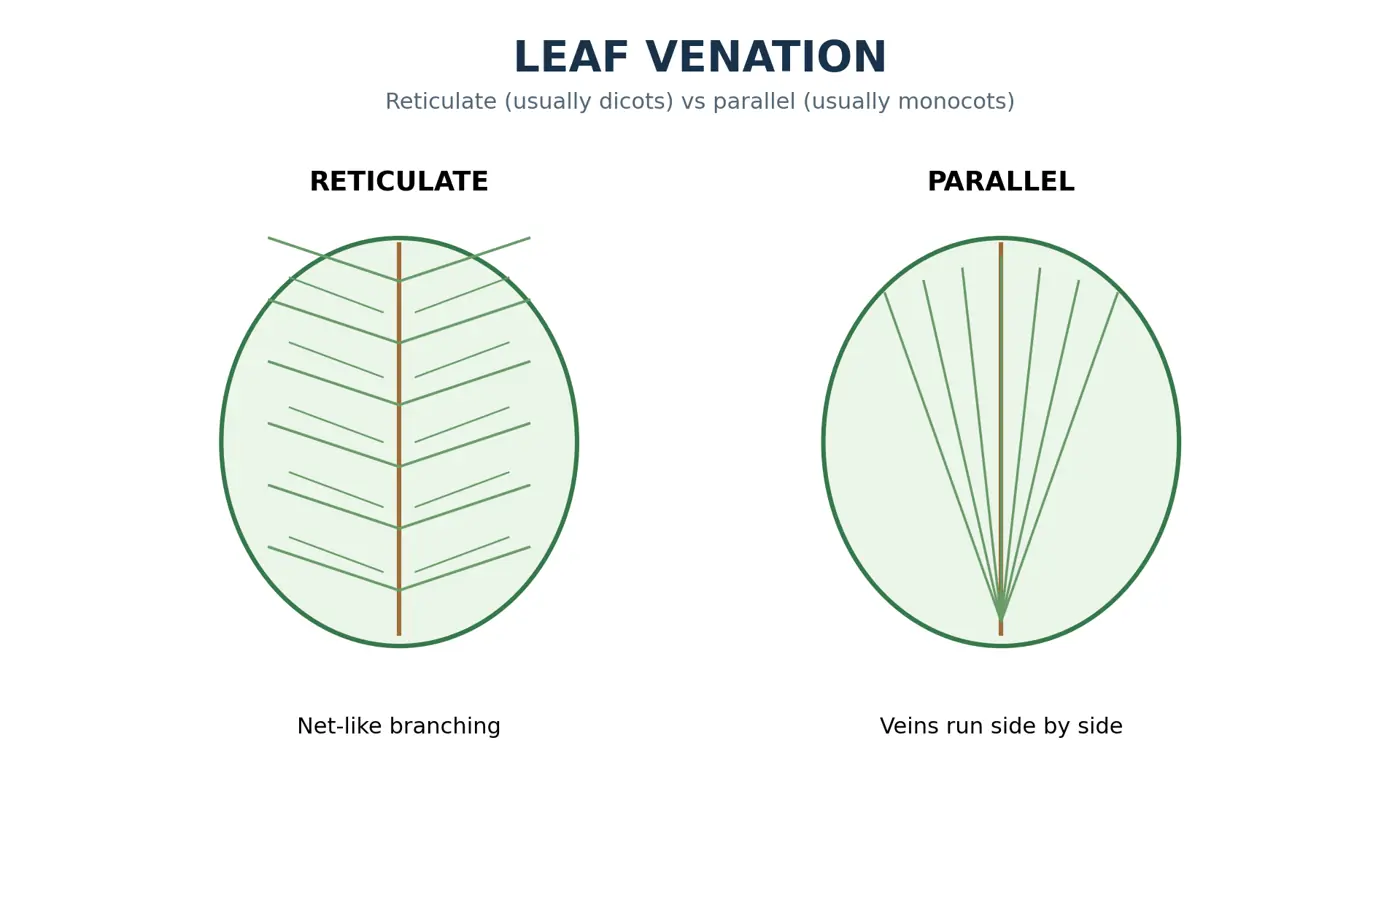 LEAF VENATION
Reticulate (usually dicots) vs parallel (usually monocots)
RETICULATE
PARALLEL
Net-like branching
Veins run side by side